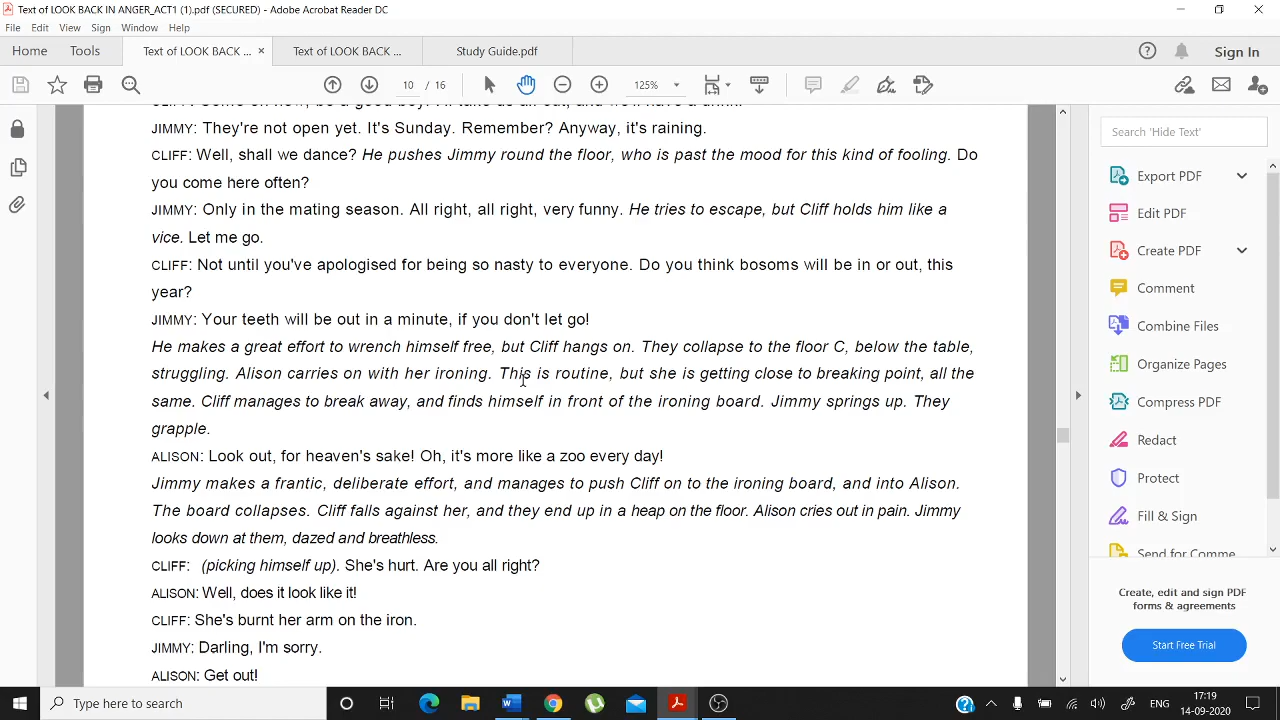 Text of LOOK BACK IN ANGER_ACT1 (1).pdf (SECURED) - Adobe Acrobat Reader DC
File Edit View Sign Window Help
Home Tools Text of LOOK BACK ... × Text of LOOK BACK ... Study Guide.pdf Sign In
10 / 16 125%
JIMMY: They're not open yet. It's Sunday. Remember? Anyway, it's raining.
CLIFF: Well, shall we dance? He pushes Jimmy round the floor, who is past the mood for this kind of fooling. Do
you come here often?
JIMMY: Only in the mating season. All right, all right, very funny. He tries to escape, but Cliff holds him like a
vice. Let me go.
CLIFF: Not until you've apologised for being so nasty to everyone. Do you think bosoms will be in or out, this
year?
JIMMY: Your teeth will be out in a minute, if you don't let go!
He makes a great effort to wrench himself free, but Cliff hangs on. They collapse to the floor C, below the table,
struggling. Alison carries on with her ironing. This is routine, but she is getting close to breaking point, all the
same. Cliff manages to break away, and finds himself in front of the ironing board. Jimmy springs up. They
grapple.
ALISON: Look out, for heaven's sake! Oh, it's more like a zoo every day!
Jimmy makes a frantic, deliberate effort, and manages to push Cliff on to the ironing board, and into Alison.
The board collapses. Cliff falls against her, and they end up in a heap on the floor. Alison cries out in pain. Jimmy
looks down at them, dazed and breathless.
CLIFF: (picking himself up). She's hurt. Are you all right?
ALISON: Well, does it look like it!
CLIFF: She's burnt her arm on the iron.
JIMMY: Darling, I'm sorry.
ALISON: Get out!
Search 'Hide Text'
Export PDF
Edit PDF
Create PDF
Comment
Combine Files
Organize Pages
Compress PDF
Redact
Protect
Fill & Sign
Send for Comme
Create, edit and sign PDF
forms & agreements
Start Free Trial
Type here to search
ENG
17:19
14-09-2020